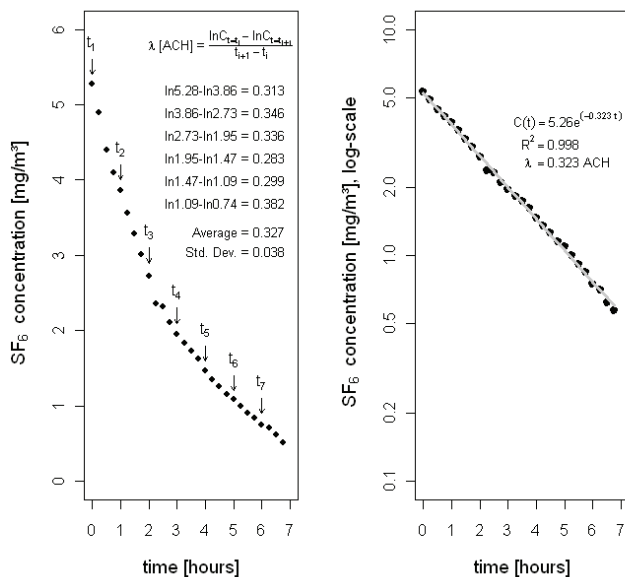 λ [ACH] = (lnC_{t=t_i} − lnC_{t=t_{i+1}}) / (t_{i+1} − t_i)
ln5.28-ln3.86 = 0.313
ln3.86-ln2.73 = 0.346
ln2.73-ln1.95 = 0.336
ln1.95-ln1.47 = 0.283
ln1.47-ln1.09 = 0.299
ln1.09-ln0.74 = 0.382
Average = 0.327
Std. Dev. = 0.038
t₁
t₂
t₃
t₄
t₅
t₆
t₇
6
5
4
3
2
1
0
SF₆ concentration [mg/m³]
0 1 2 3 4 5 6 7
time [hours]
C(t) = 5.26e^(−0.323 t)
R² = 0.998
λ = 0.323 ACH
10.0
5.0
2.0
1.0
0.5
0.2
0.1
SF₆ concentration [mg/m³], log-scale
0 1 2 3 4 5 6 7
time [hours]